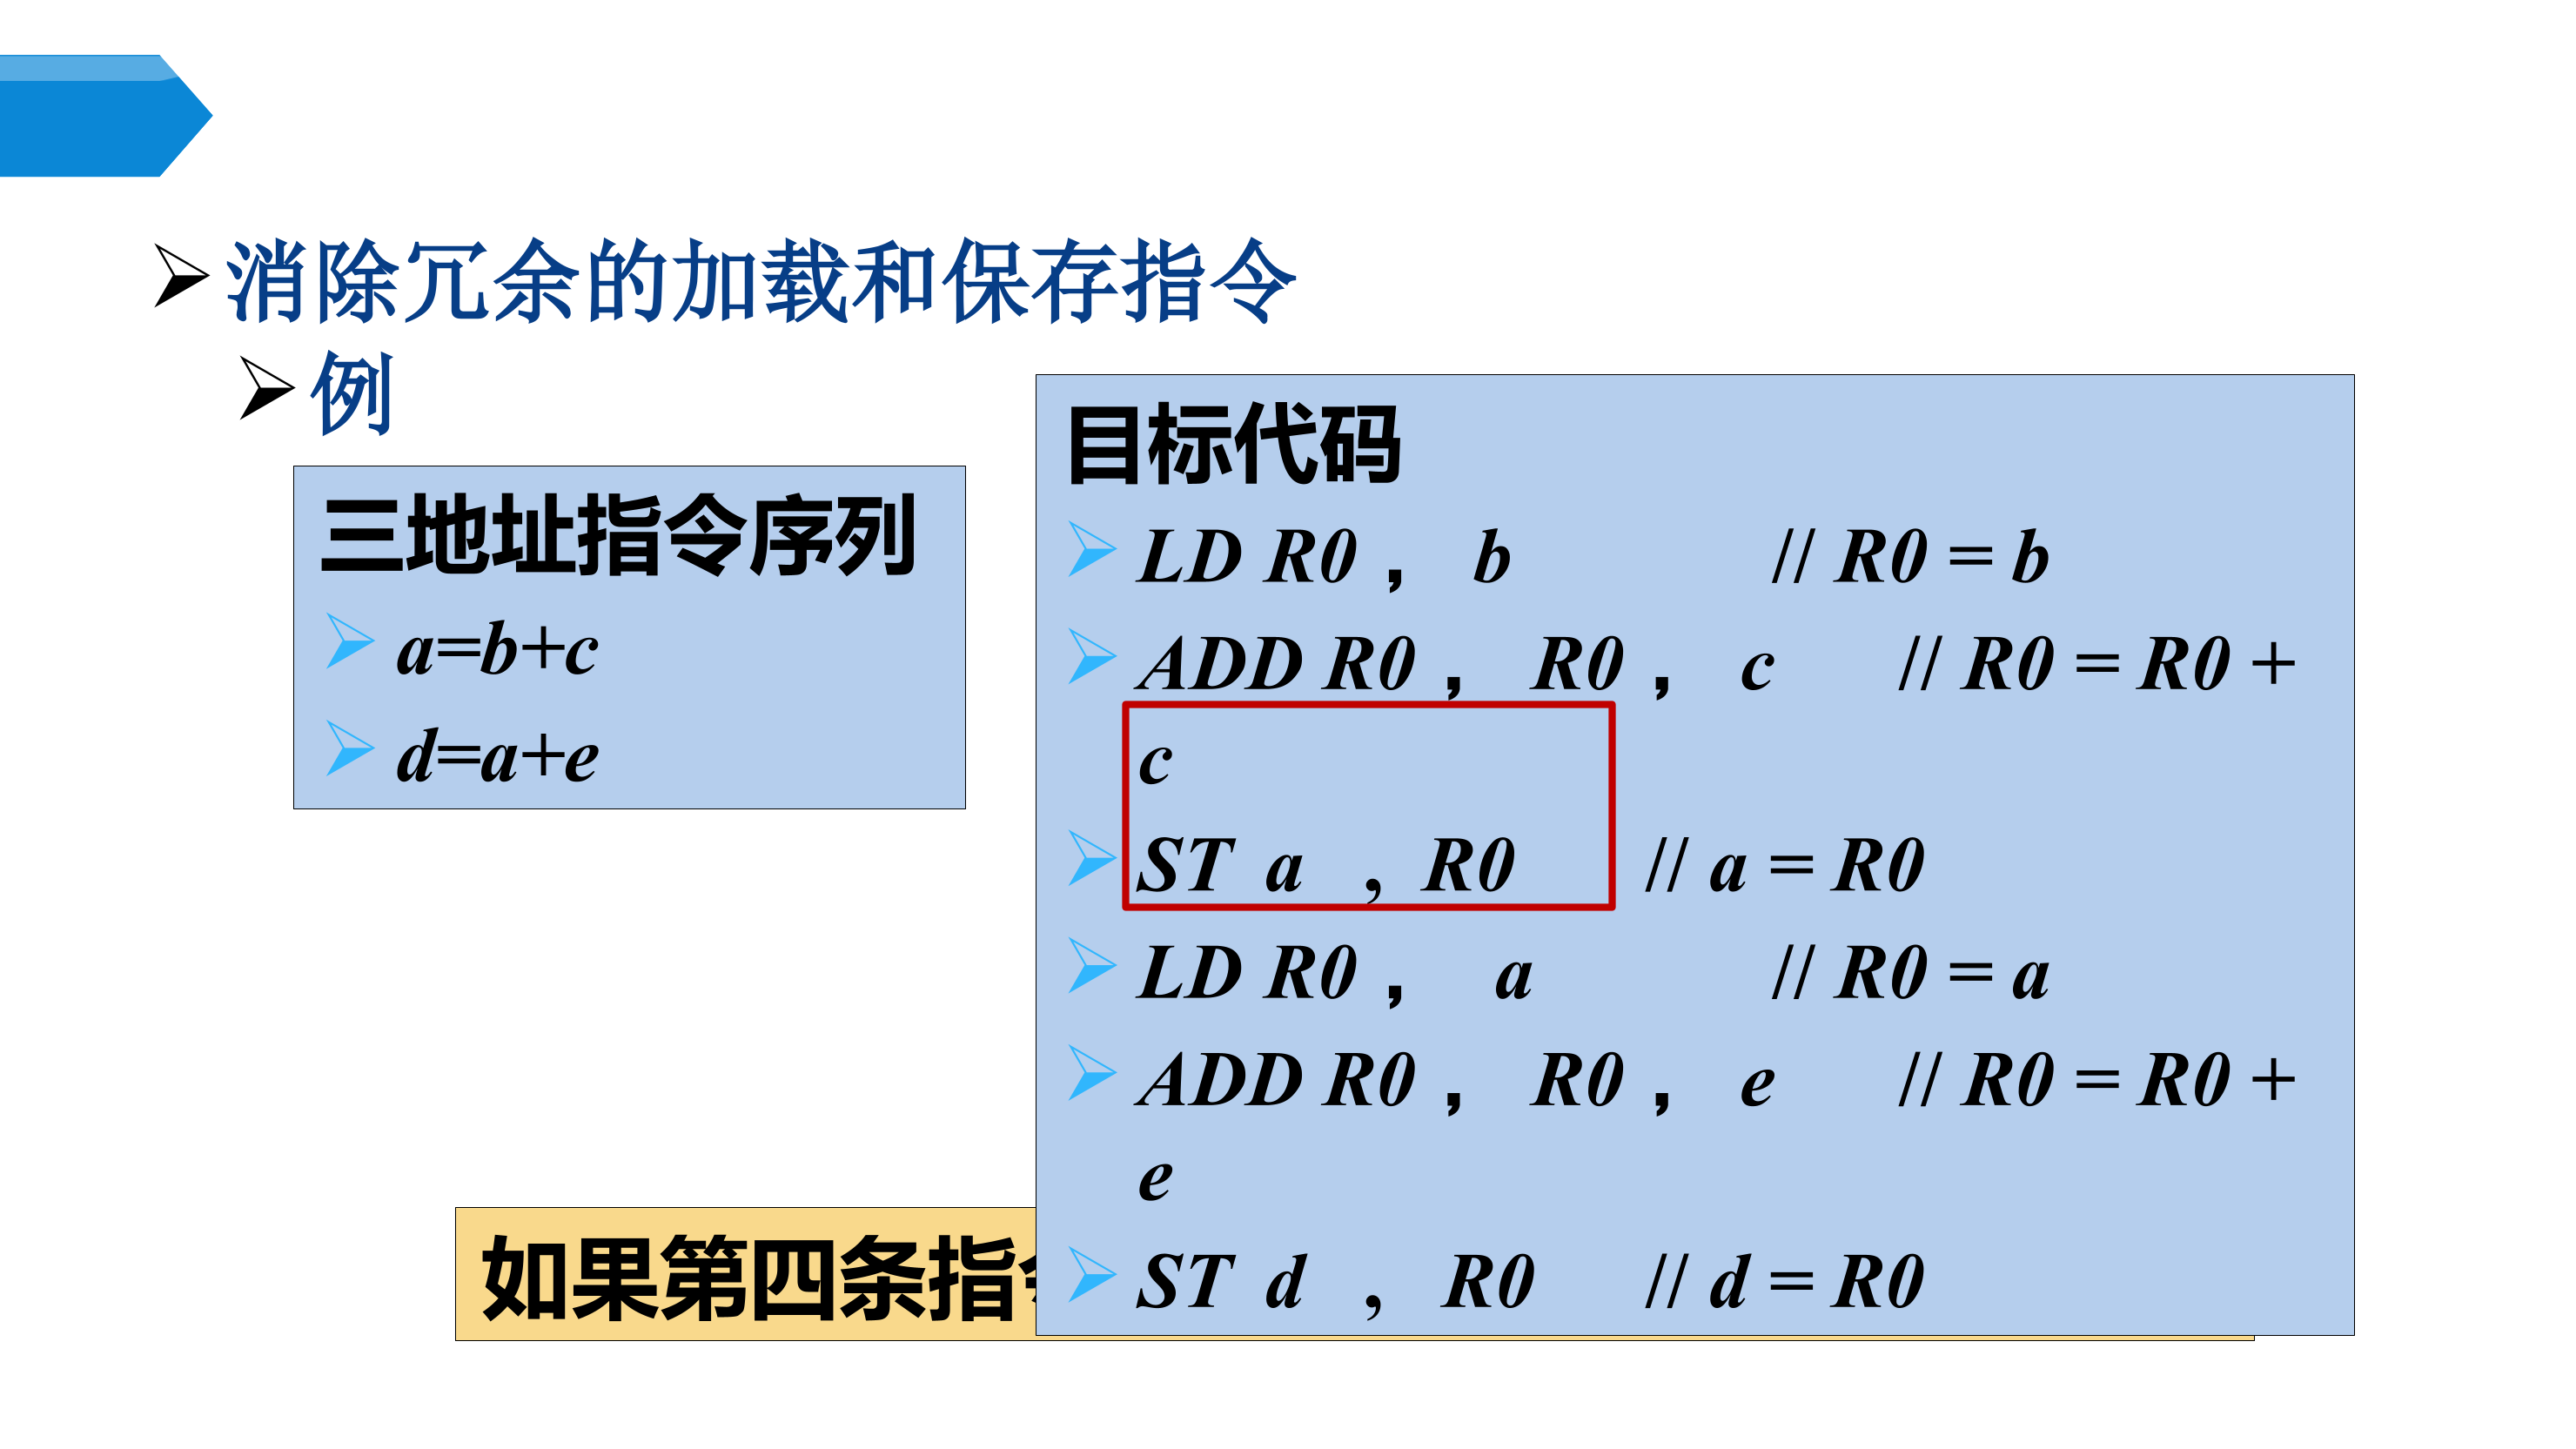 消除冗余的加载和保存指令
例
三地址指令序列
a=b+c
d=a+e
目标代码
LD R0， b // R0 = b
ADD R0， R0， c // R0 = R0 +
c
ST a , R0 // a = R0
LD R0， a // R0 = a
ADD R0， R0， e // R0 = R0 +
e
ST d , R0 // d = R0
如果第四条指